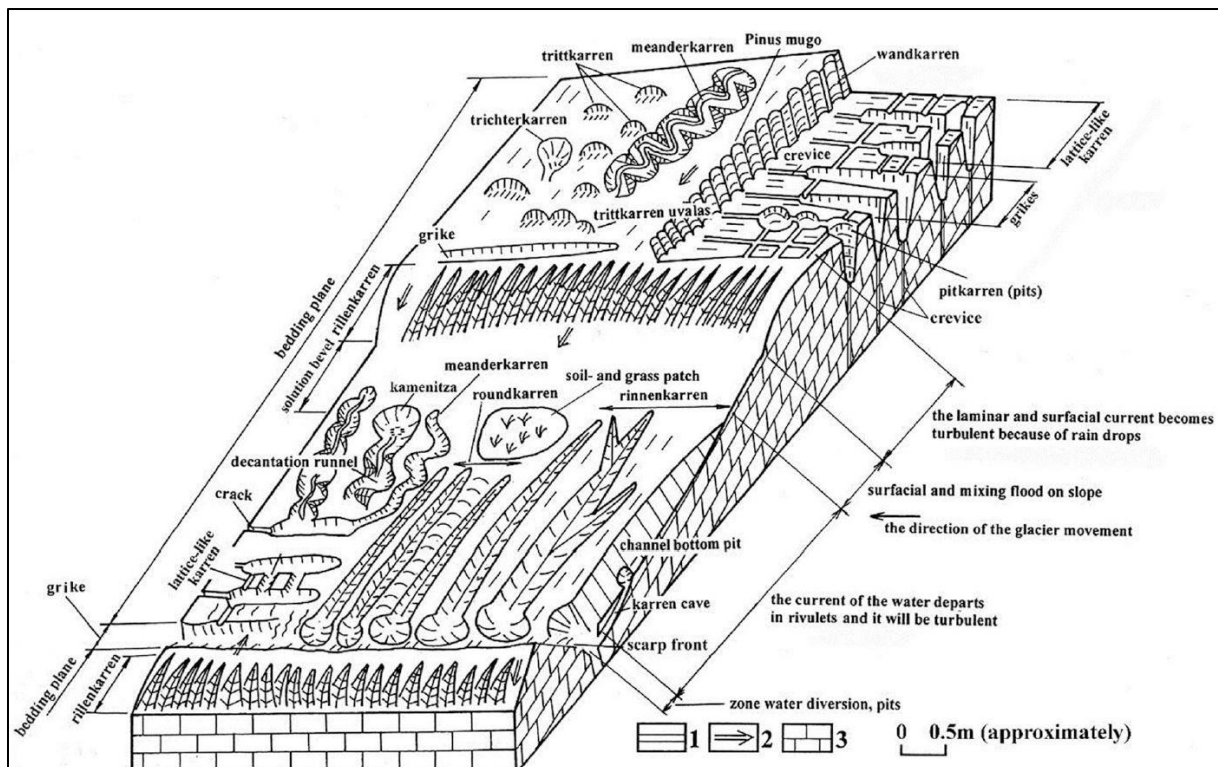 Pinus mugo
meanderkarren
wandkarren
trittkarren
trichterkarren
crevice
lattice-like
karren
grikes
trittkarren uvalas
grike
pitkarren (pits)
crevice
bedding plane
rillenkarren
solution bevel
meanderkarren
kamenitza
soil- and grass patch
roundkarren
rinnenkarren
the laminar and surfacial current becomes
turbulent because of rain drops
decantation runnel
crack
surfacial and mixing flood on slope
the direction of the glacier movement
channel bottom pit
lattice-like
karren
grike
karren cave
the current of the water departs
in rivulets and it will be turbulent
scarp front
bedding plane
rillenkarren
zone water diversion, pits
1 2 3
0 0.5m (approximately)